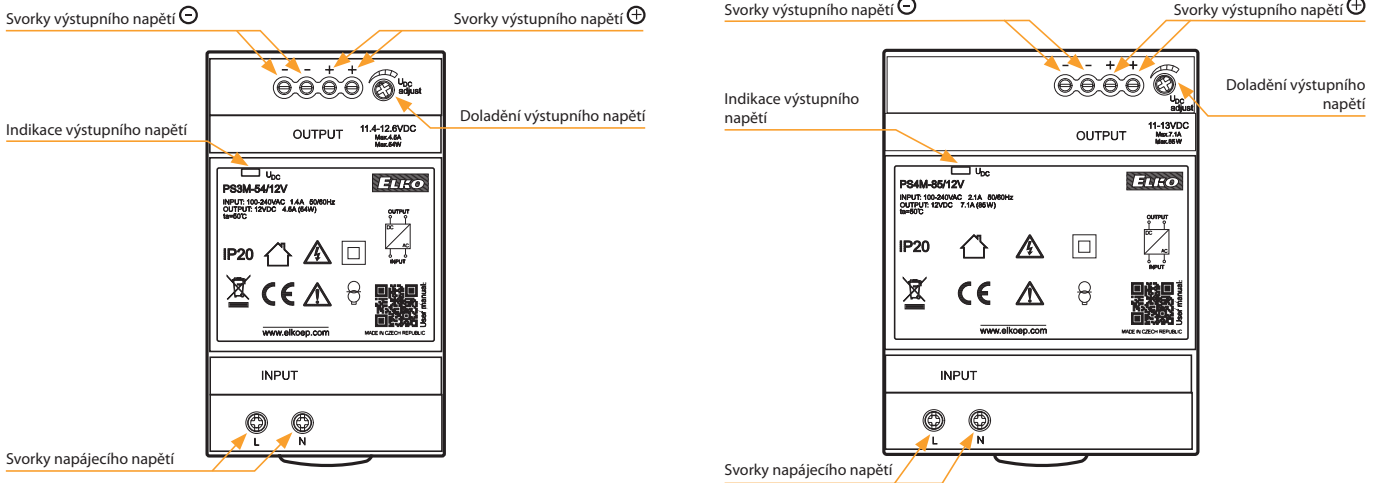 Svorky výstupního napětí ⊖
Svorky výstupního napětí ⊕
- - + +
UDC
adjust
Doladění výstupního napětí
Indikace výstupního napětí
OUTPUT
11.4-12.6VDC
Max.4.5A
Max.54W
UDC
PS3M-54/12V
ELKO
INPUT: 100-240VAC 1.4A 50/60Hz
OUTPUT: 12VDC 4.5A (54W)
ta=50°C
OUTPUT
DC
AC
INPUT
IP20
CE
User manual:
www.elkoep.com
MADE IN CZECH REPUBLIC
INPUT
L
N
Svorky napájecího napětí
Svorky výstupního napětí ⊖
Svorky výstupního napětí ⊕
- - + +
UDC
adjust
Doladění výstupního
napětí
Indikace výstupního
napětí
OUTPUT
11-13VDC
Max.7.1A
Max.85W
UDC
PS4M-85/12V
ELKO
INPUT: 100-240VAC 2.1A 50/60Hz
OUTPUT: 12VDC 7.1A (85W)
ta=50°C
OUTPUT
DC
AC
INPUT
IP20
CE
User manual:
www.elkoep.com
MADE IN CZECH REPUBLIC
INPUT
L
N
Svorky napájecího napětí